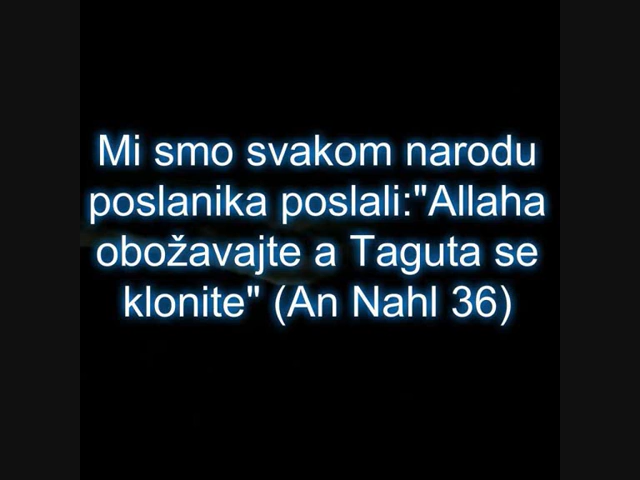 Mi smo svakom narodu
poslanika poslali:"Allaha
obožavajte a Taguta se
klonite" (An Nahl 36)